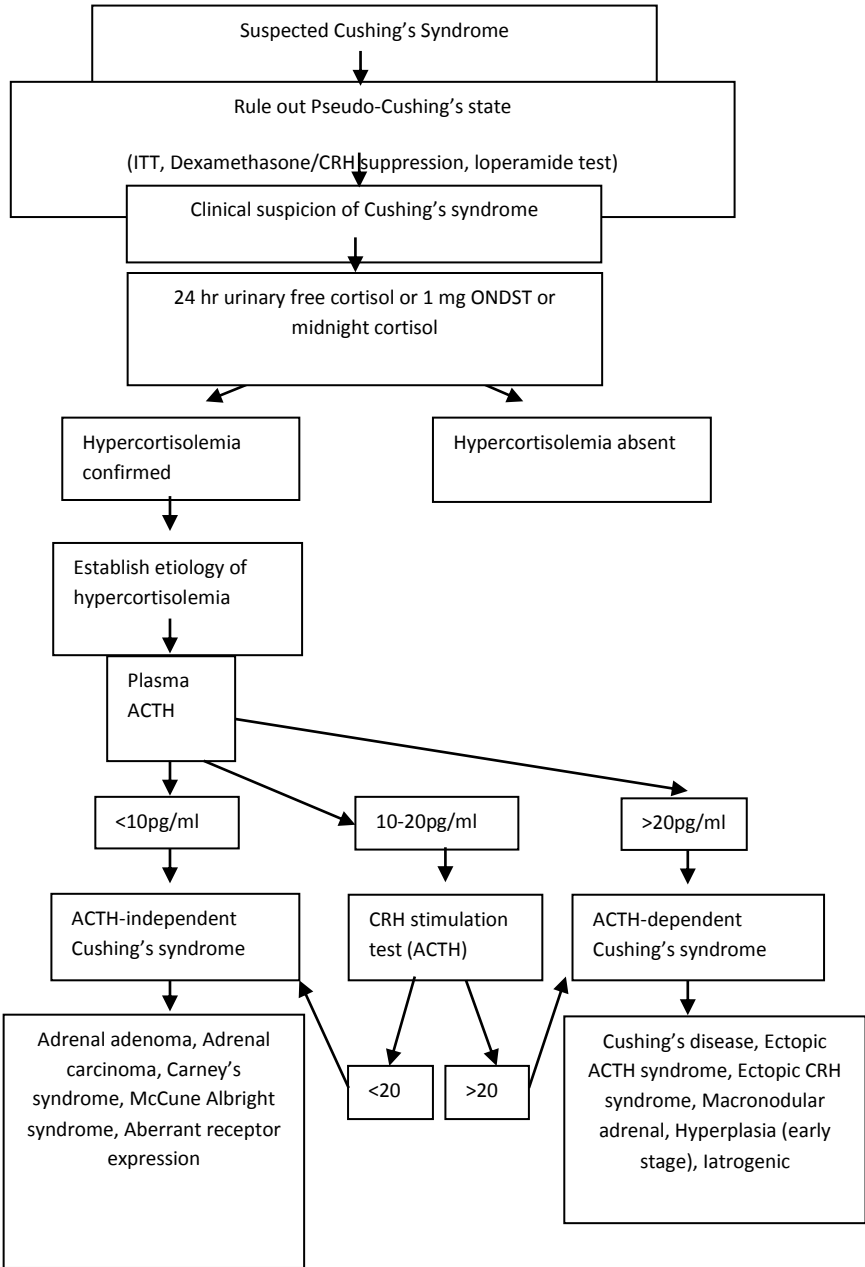 Suspected Cushing's Syndrome
Rule out Pseudo-Cushing's state
(ITT, Dexamethasone/CRH suppression, loperamide test)
Clinical suspicion of Cushing's syndrome
24 hr urinary free cortisol or 1 mg ONDST or
midnight cortisol
Hypercortisolemia
confirmed
Hypercortisolemia absent
Establish etiology of
hypercortisolemia
Plasma
ACTH
<10pg/ml
10-20pg/ml
>20pg/ml
ACTH-independent
Cushing's syndrome
CRH stimulation
test (ACTH)
ACTH-dependent
Cushing's syndrome
Adrenal adenoma, Adrenal
carcinoma, Carney's
syndrome, McCune Albright
syndrome, Aberrant receptor
expression
<20
>20
Cushing's disease, Ectopic
ACTH syndrome, Ectopic CRH
syndrome, Macronodular
adrenal, Hyperplasia (early
stage), Iatrogenic